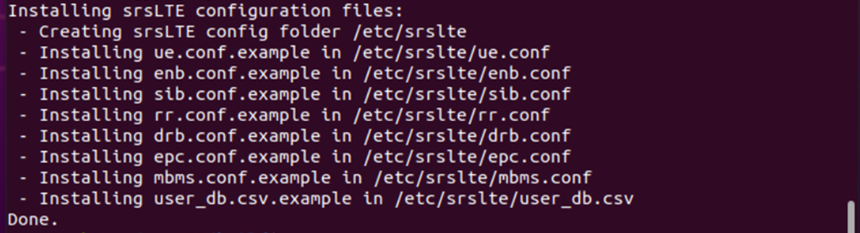 Installing srsLTE configuration files:
 - Creating srsLTE config folder /etc/srslte
 - Installing ue.conf.example in /etc/srslte/ue.conf
 - Installing enb.conf.example in /etc/srslte/enb.conf
 - Installing sib.conf.example in /etc/srslte/sib.conf
 - Installing rr.conf.example in /etc/srslte/rr.conf
 - Installing drb.conf.example in /etc/srslte/drb.conf
 - Installing epc.conf.example in /etc/srslte/epc.conf
 - Installing mbms.conf.example in /etc/srslte/mbms.conf
 - Installing user_db.csv.example in /etc/srslte/user_db.csv
Done.